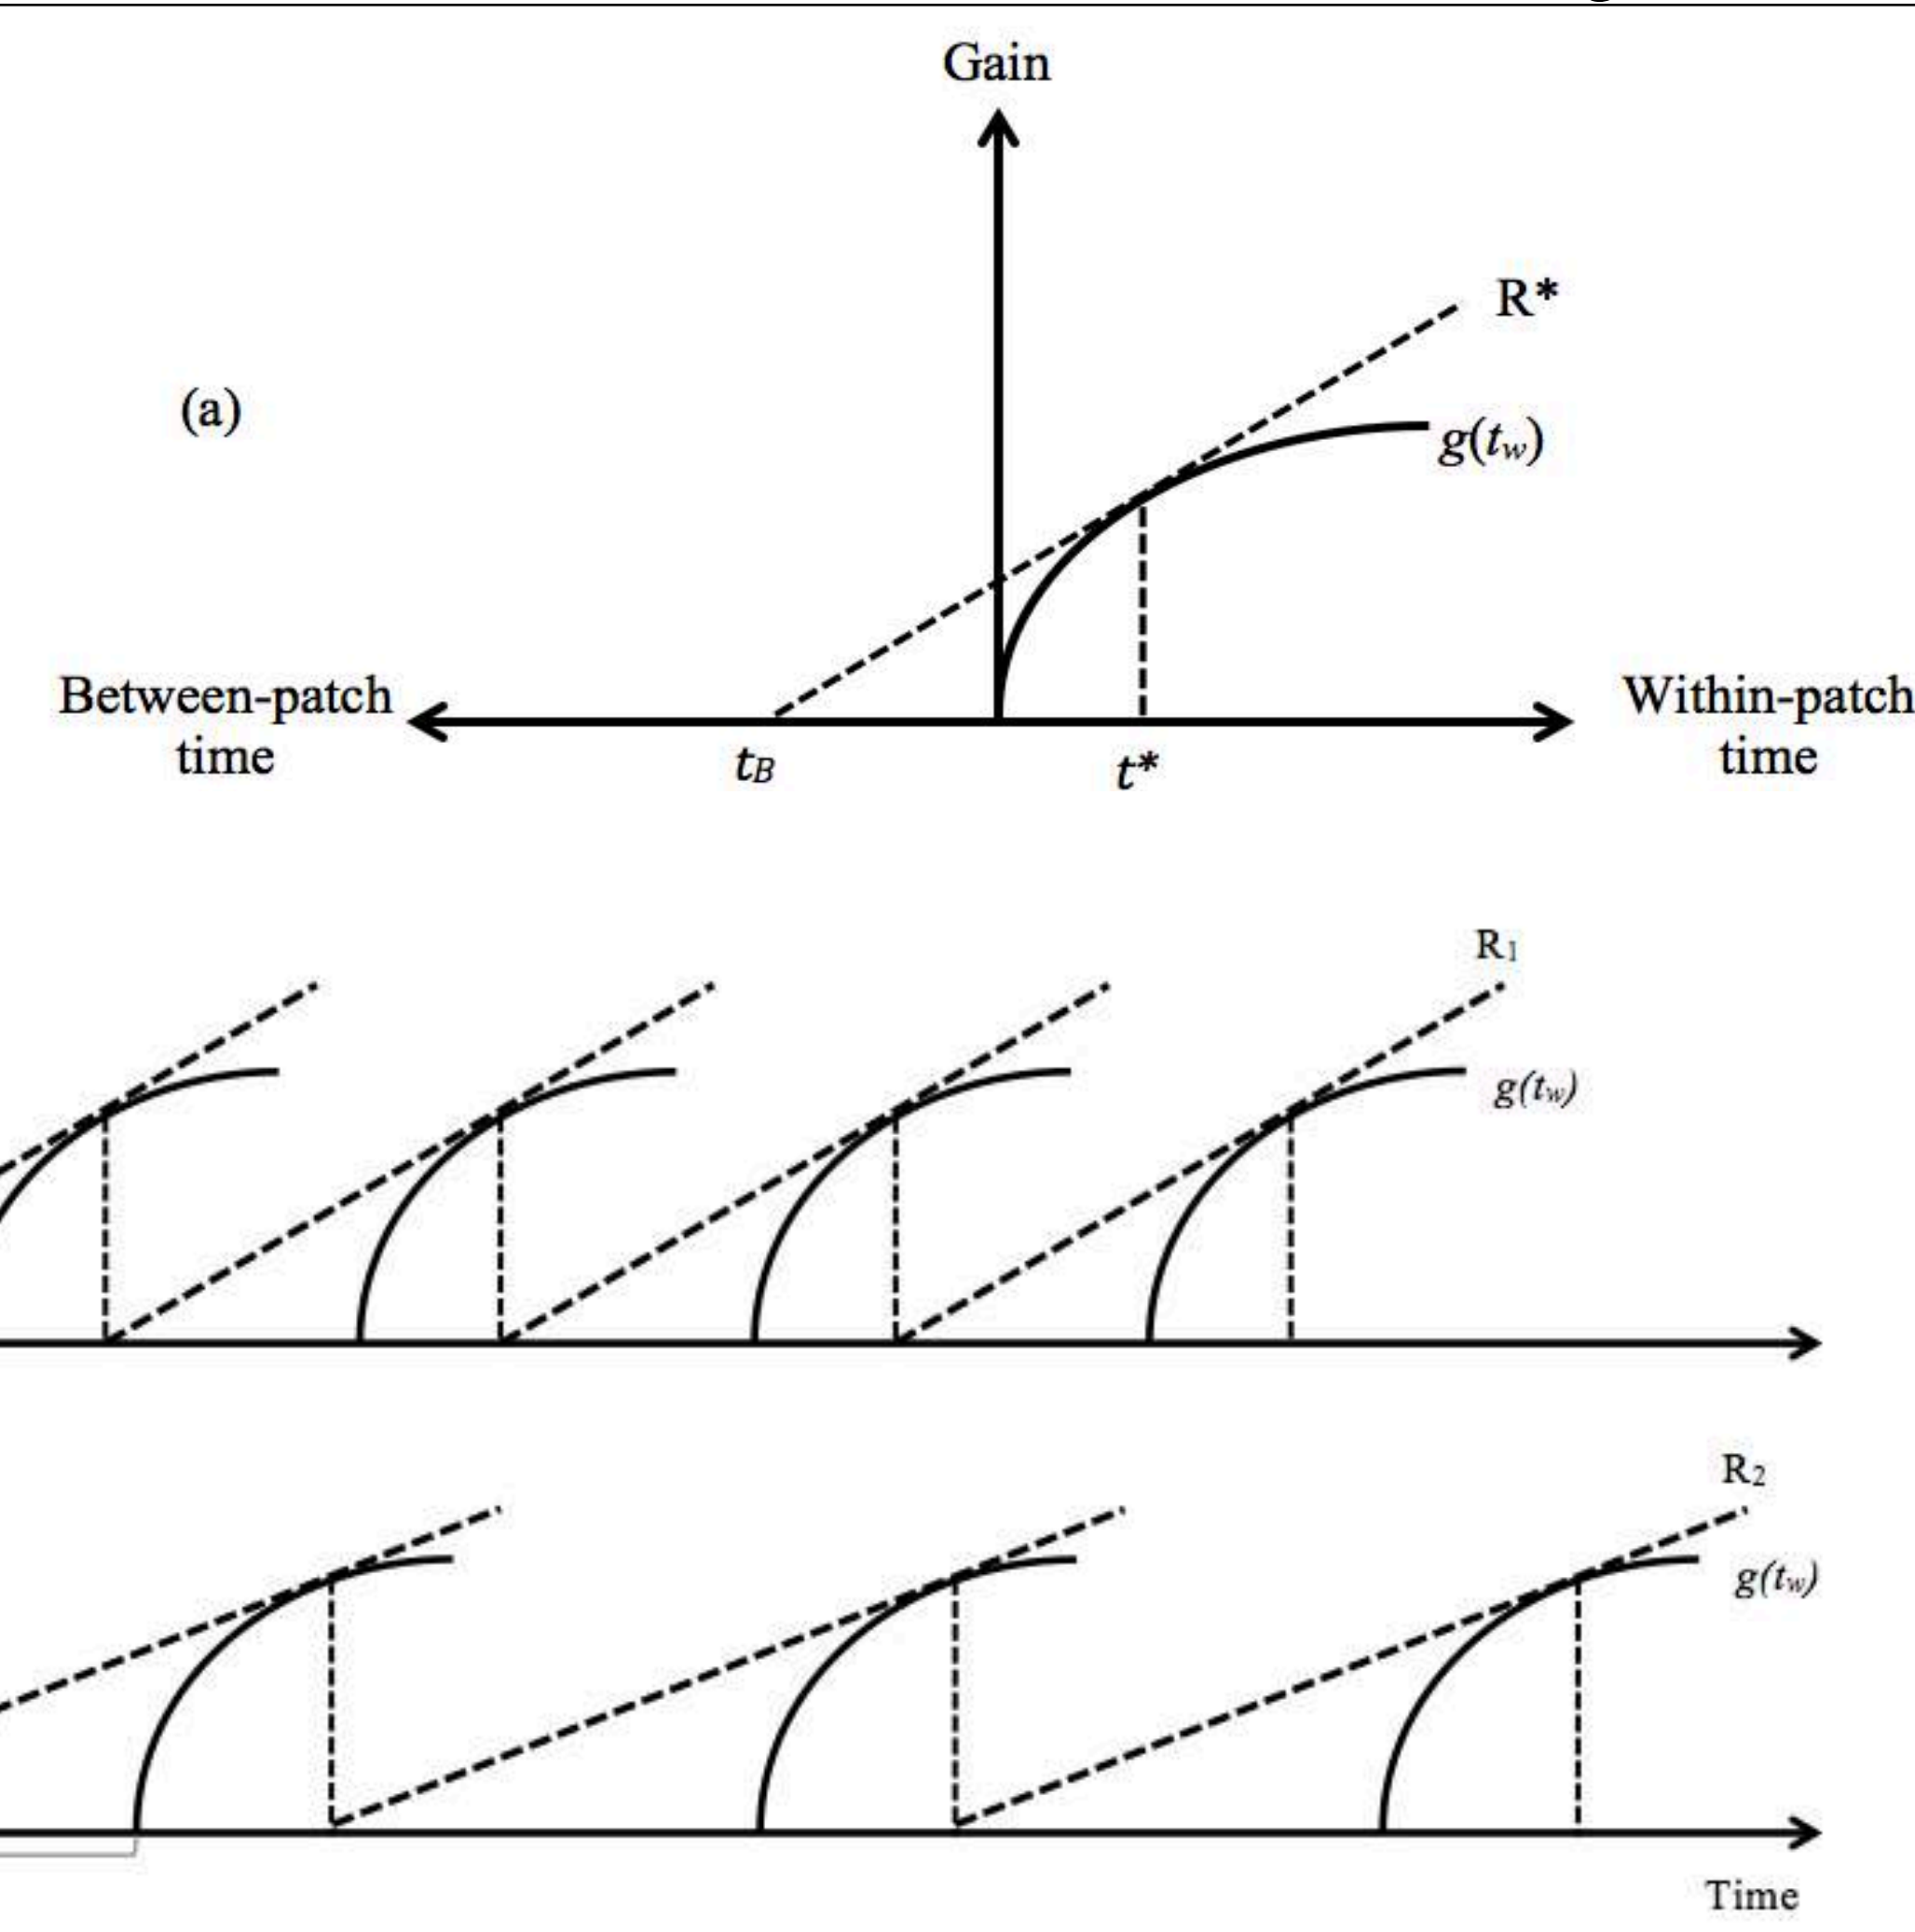 Gain
R*
(a)
g(tw)
Between-patch
time
Within-patch
time
tB
t*
R1
g(tw)
R2
g(tw)
Time